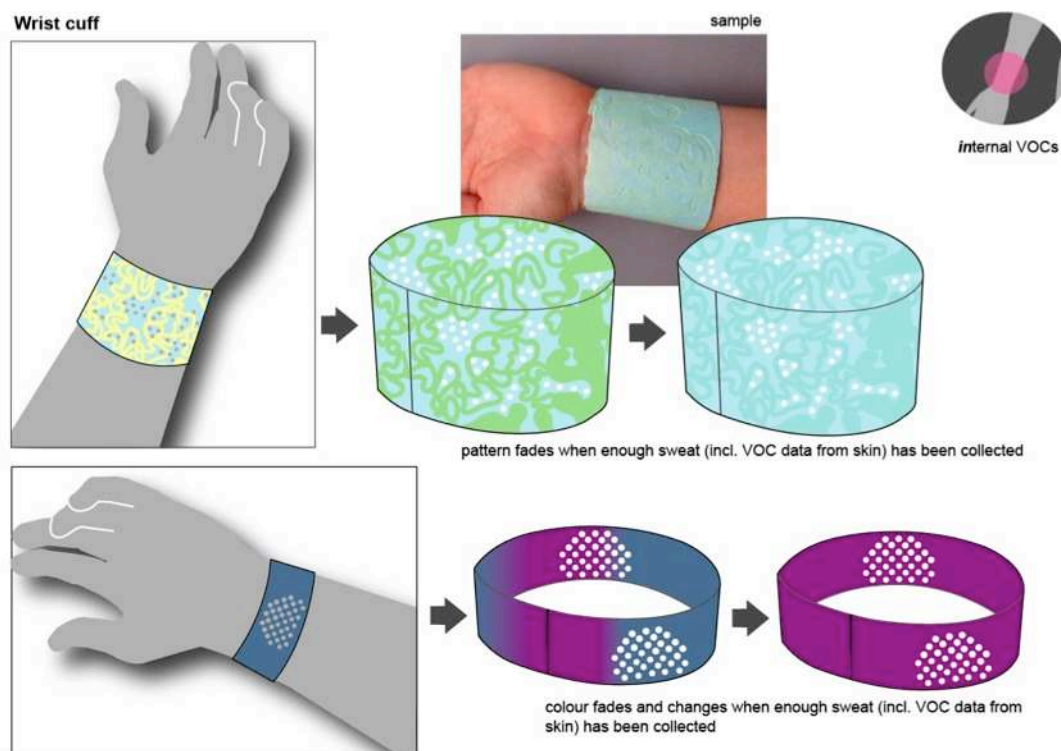 Wrist cuff
sample
internal VOCs
pattern fades when enough sweat (incl. VOC data from skin) has been collected
colour fades and changes when enough sweat (incl. VOC data from
skin) has been collected